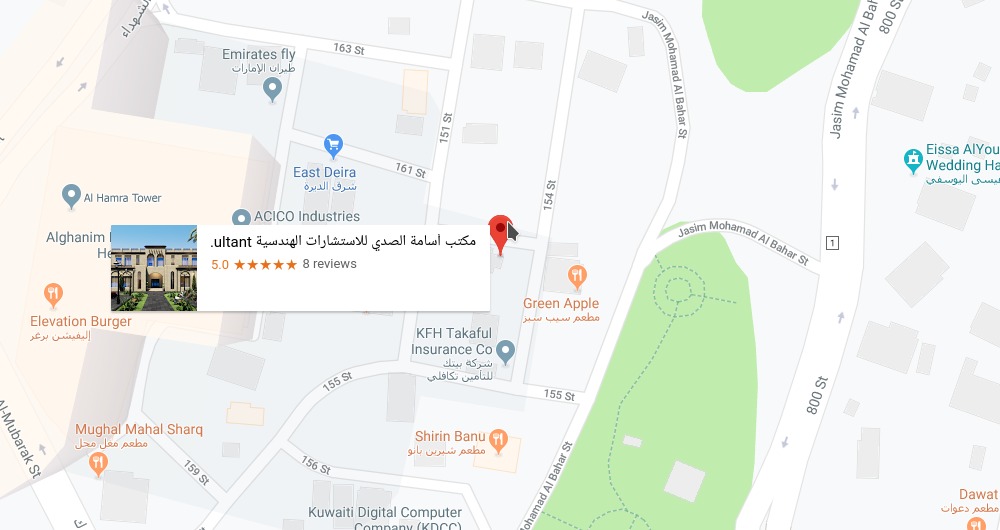 الشهداء
163 St
Emirates fly
طيران الإمارات
151 St
Jasim Mohamad Al Bahar St
Jasim Mohamad Al Bah
800 St
East Deira
شرق الديرة
161 St
154 St
Eissa AlYou
Wedding Ha
عيسى اليوسفي
Al Hamra Tower
ACICO Industries
Alghanim
He
مكتب أسامة الصدي للاستشارات الهندسية ultant.
5.0
8 reviews
Jasim Mohamad Al Bahar St
1
Green Apple
مطعم سيب سبز
Elevation Burger
إليفيشن برغر
KFH Takaful
Insurance Co
شركة بيتك
للتأمين تكافلي
155 St
155 St
800 St
Al-Mubarak St
Mughal Mahal Sharq
مطعم مغل محل
Shirin Banu
مطعم شيرين بانو
159 St
156 St
Mohamad Al Bahar St
Kuwaiti Digital Computer
Company (KDCC)
Dawat
مطعم دعوات